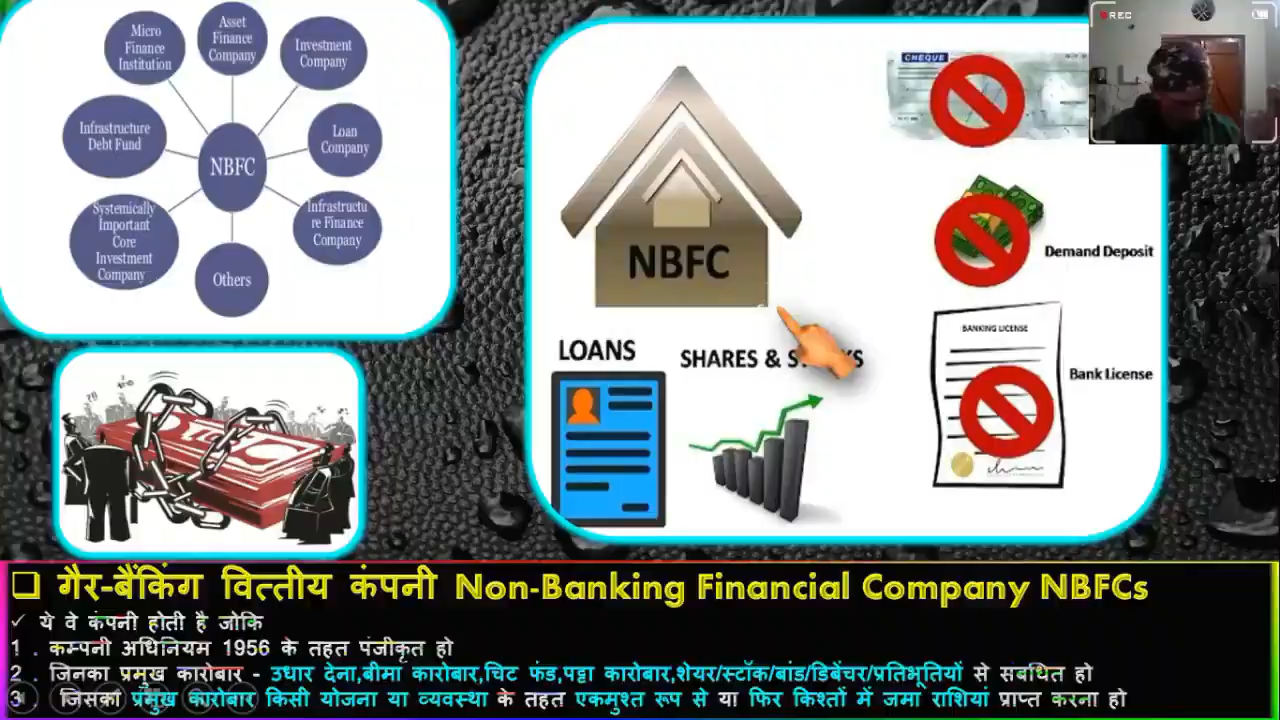 REC
Micro
Finance
Institution
Asset
Finance
Company
Investment
Company
Infrastructure
Debt Fund
NBFC
Loan
Company
Systemically
Important
Core
Investment
Company
Infrastructu
re Finance
Company
Others
CHEQUE
NBFC
Demand Deposit
BANKING LICENSE
Bank License
LOANS
SHARES & S
❑ गैर-बैंकिंग वित्तीय कंपनी Non-Banking Financial Company NBFCs
✓ ये वे कंपनी होती है जोकि
1 . कम्पनी अधिनियम 1956 के तहत पंजीकृत हो
2 . जिनका प्रमुख कारोबार - उधार देना,बीमा कारोबार,चिट फंड,पट्टा कारोबार,शेयर/स्टॉक/बांड/डिबेंचर/प्रतिभूतियों से सबंधित हो
3 . जिसका प्रमुख कारोबार किसी योजना या व्यवस्था के तहत एकमुश्त रूप से या फिर किश्तों में जमा राशियां प्राप्त करना हो